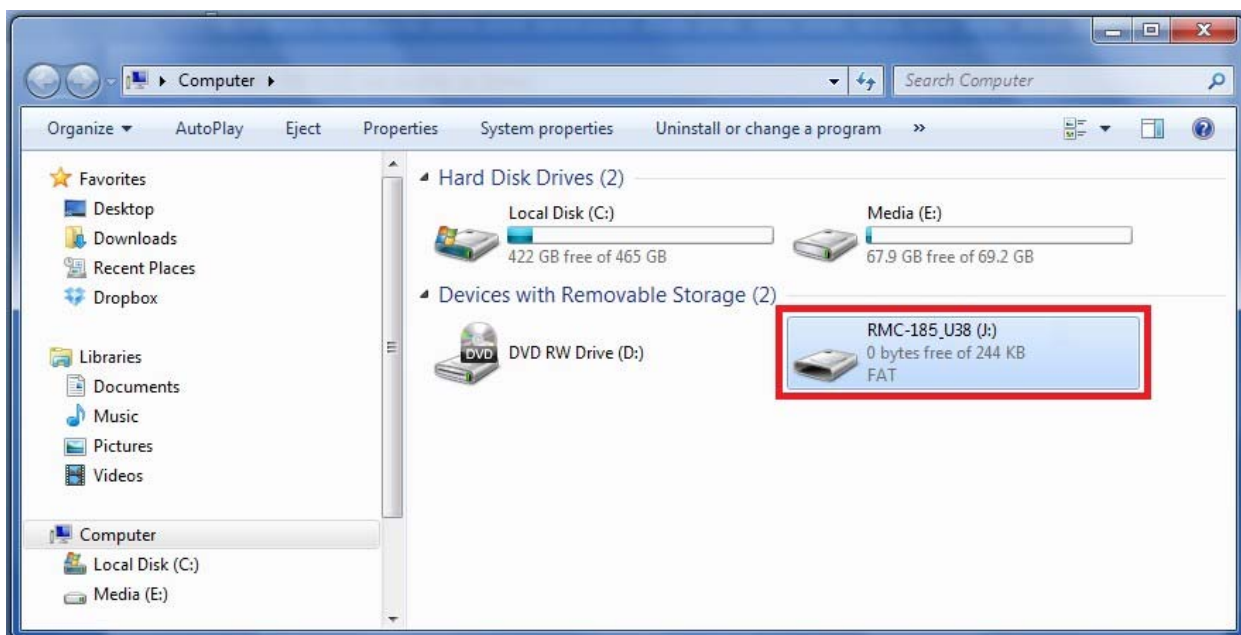 Computer
Search Computer
Organize AutoPlay Eject Properties System properties Uninstall or change a program »
Favorites
Desktop
Downloads
Recent Places
Dropbox
Libraries
Documents
Music
Pictures
Videos
Computer
Local Disk (C:)
Media (E:)
Hard Disk Drives (2)
Local Disk (C:)
422 GB free of 465 GB
Media (E:)
67.9 GB free of 69.2 GB
Devices with Removable Storage (2)
DVD
DVD RW Drive (D:)
RMC-185_U38 (J:)
0 bytes free of 244 KB
FAT